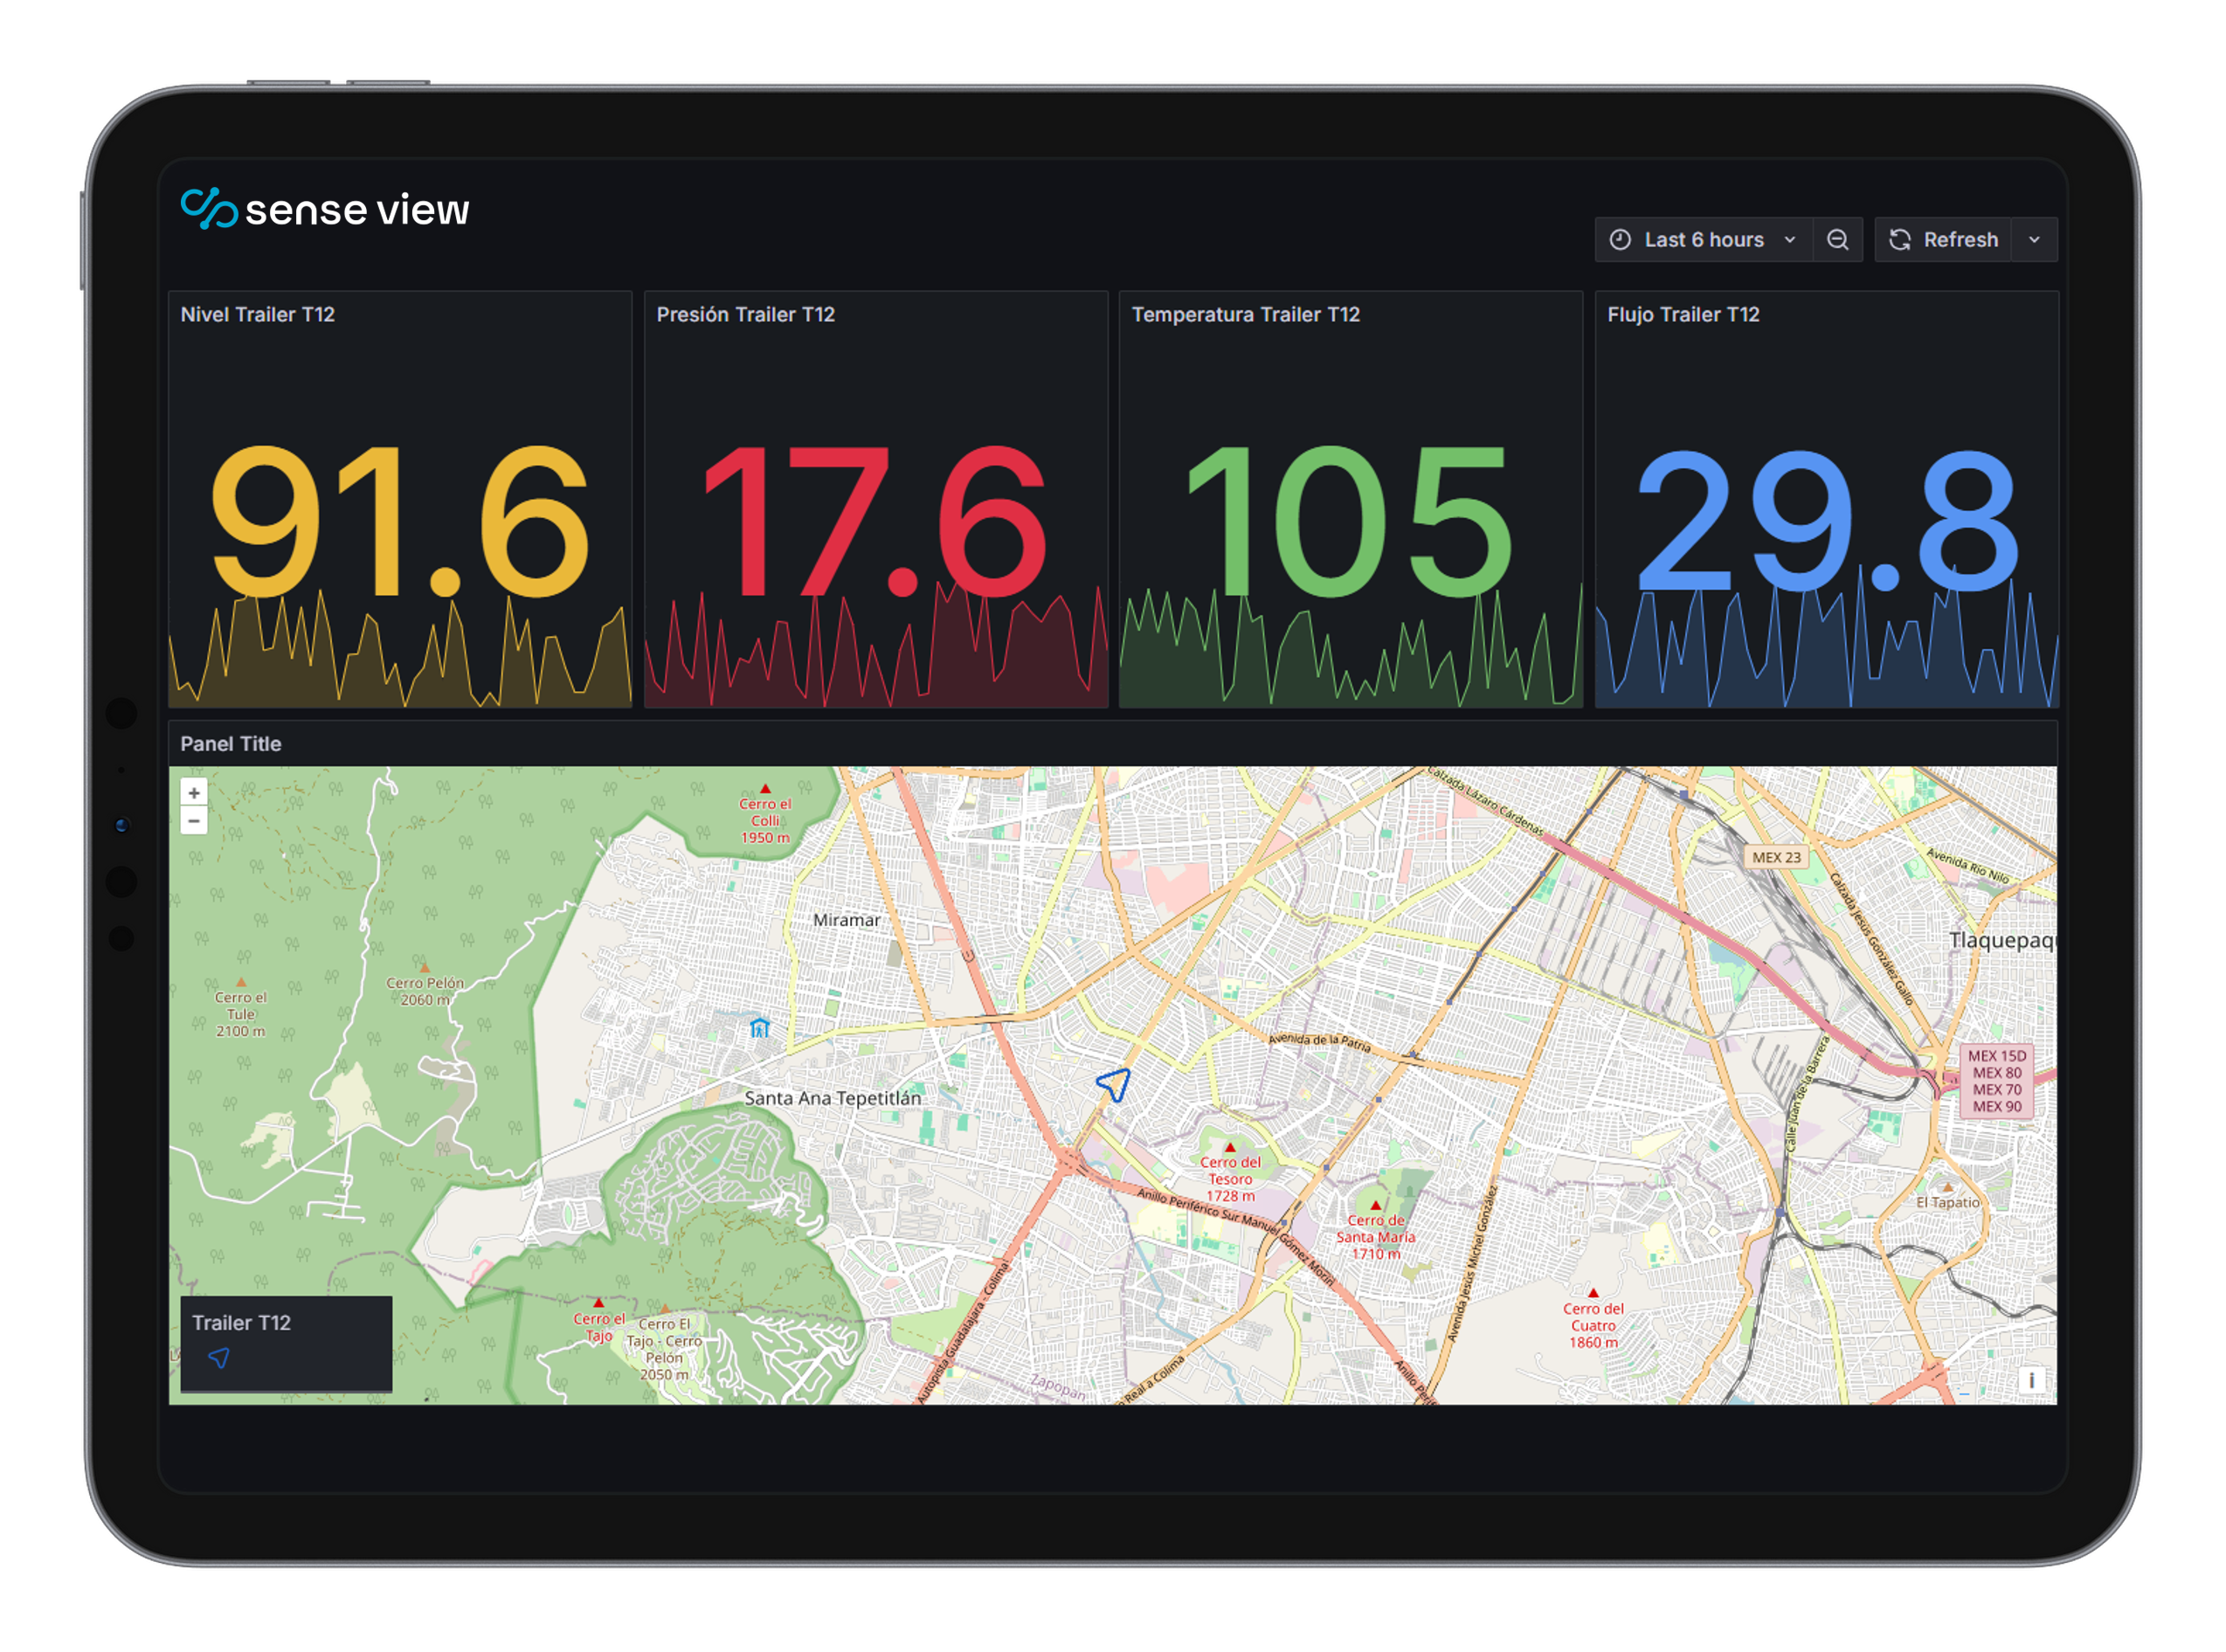 sense view
Last 6 hours
Refresh
Nivel Trailer T12
Presión Trailer T12
Temperatura Trailer T12
Flujo Trailer T12
91.6
17.6
105
29.8
Panel Title
+
−
Cerro el
Colli
1950 m
Calzada Lázaro Cárdenas
MEX 23
Avenida Río Nilo
Calzada Jesús González Gallo
Miramar
Tlaquepaqu
Cerro Pelón
2060 m
Cerro el
Tule
2100 m
Avenida de la Patria
Calle Juan de la Barrera
MEX 15D
MEX 80
MEX 70
MEX 90
Santa Ana Tepetitlán
Cerro del
Tesoro
1728 m
Anillo Periférico Sur Manuel Gómez Morin
Cerro de
Santa María
1710 m
Avenida Jesús Michel González
El Tapatio
Autopista Guadalajara - Colima
Cerro del
Cuatro
1860 m
Cerro el
Tajo
Cerro El
Tajo - Cerro
Pelón
2050 m
Zapopan
o Real a Colima
Anillo Peri
Trailer T12
i